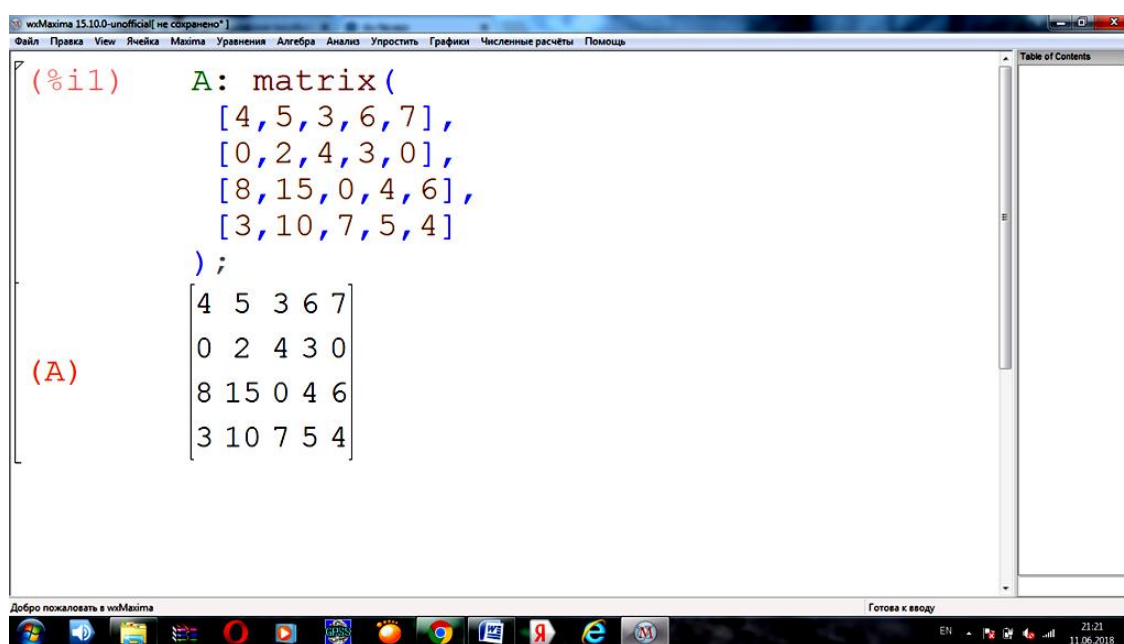 wxMaxima 15.10.0-unofficial[ не сохранено* ]
Файл Правка View Ячейка Maxima Уравнения Алгебра Анализ Упростить Графики Численные расчёты Помощь
Table of Contents
(%i1) A: matrix(
[4,5,3,6,7],
[0,2,4,3,0],
[8,15,0,4,6],
[3,10,7,5,4]
);
4 5 3 6 7
0 2 4 3 0
(A)
8 15 0 4 6
3 10 7 5 4
Добро пожаловать в wxMaxima
Готова к вводу
GPSS
W
Я
EN
21:21
11.06.2018